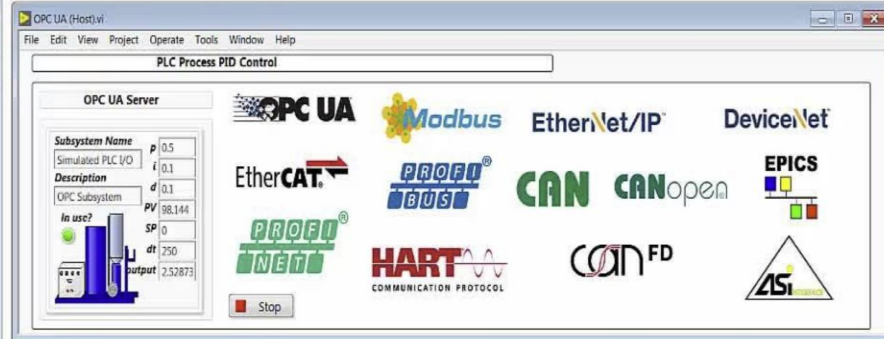 OPC UA (Host).vi
File Edit View Project Operate Tools Window Help
PLC Process PID Control
OPC UA Server
Subsystem Name
Simulated PLC I/O
Description
OPC Subsystem
In use?
p 0.5
i 0.1
d 0.1
PV 98.144
SP 0
dt 250
output 2.52873
OPC UA
Modbus
EtherNet/IP™
DeviceNet™
EtherCAT®
PROFI BUS®
CAN
CANopen
EPICS
PROFI NET®
HART
COMMUNICATION PROTOCOL
CAN FD
ASi
INTERFACE
Stop